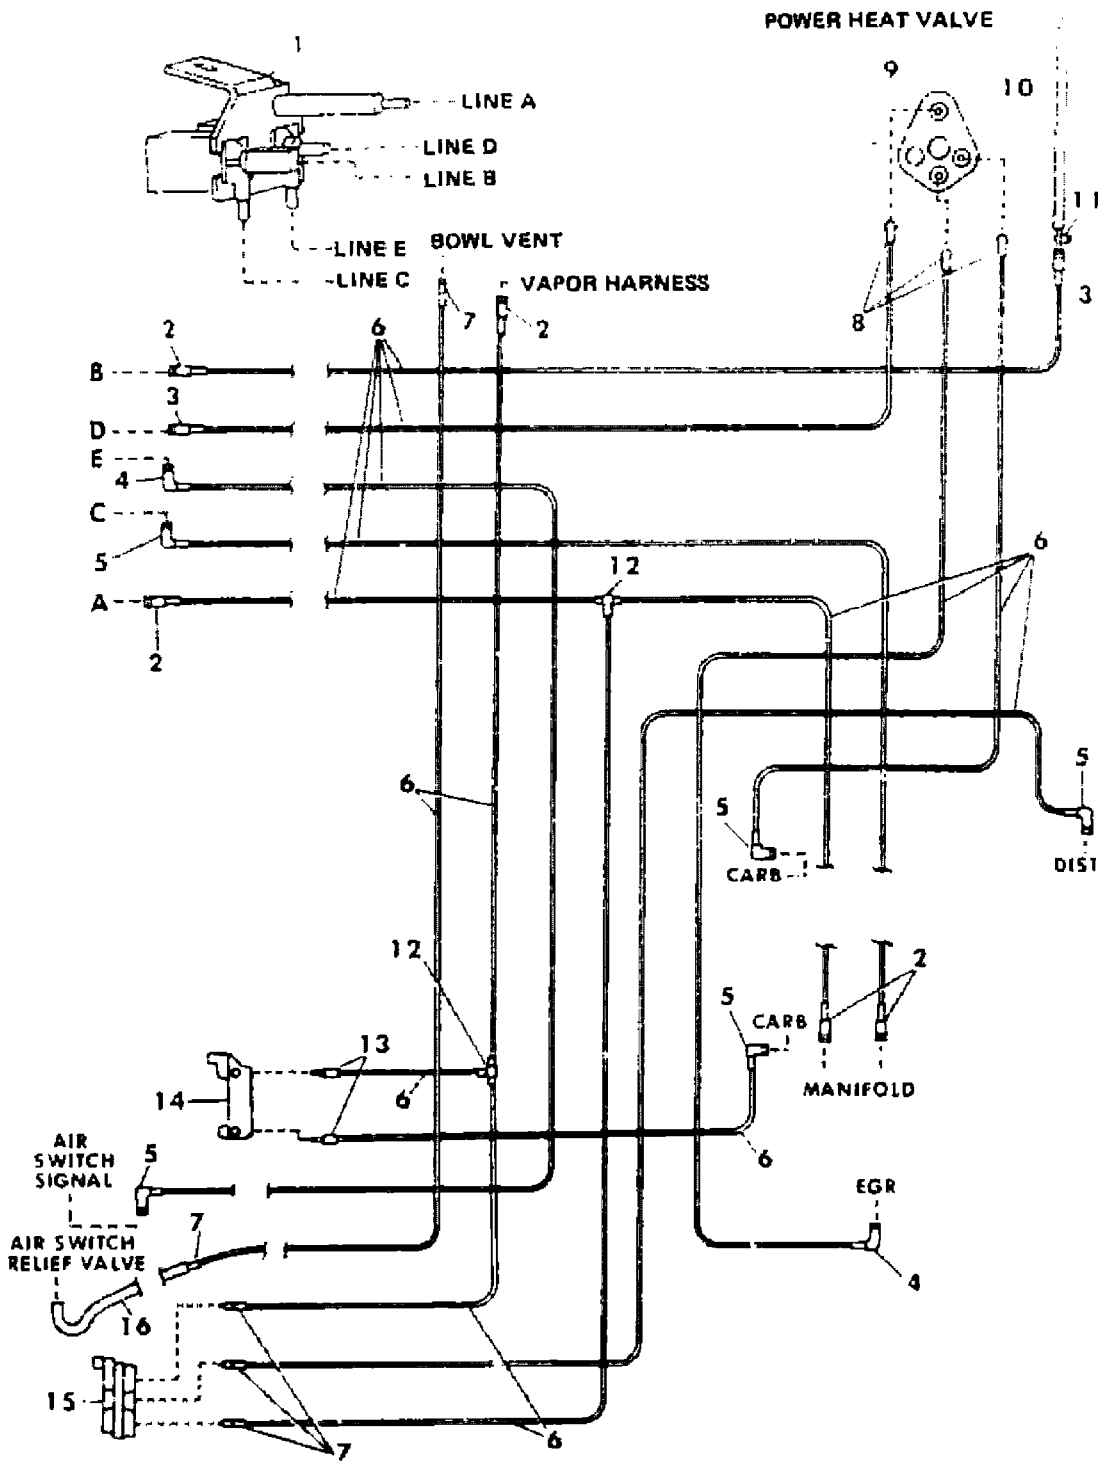 POWER HEAT VALVE
1
9
10
LINE A
LINE D
LINE B
11
LINE E
BOWL VENT
LINE C
VAPOR HARNESS
3
7
2
8
2
6
B
3
D
E
4
C
5
12
6
A
2
6
5
5
CARB
DIST
12
2
5
CARB
13
14
6
MANIFOLD
6
AIR
SWITCH
SIGNAL
5
EGR
7
AIR SWITCH
RELIEF VALVE
4
16
15
7
6